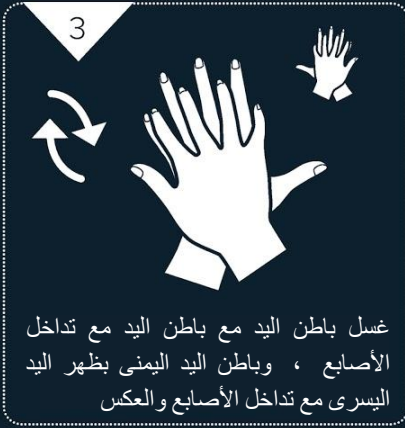 3
غسل باطن اليد مع باطن اليد مع تداخل
الأصابع ، وباطن اليد اليمنى بظهر اليد
اليسرى مع تداخل الأصابع والعكس